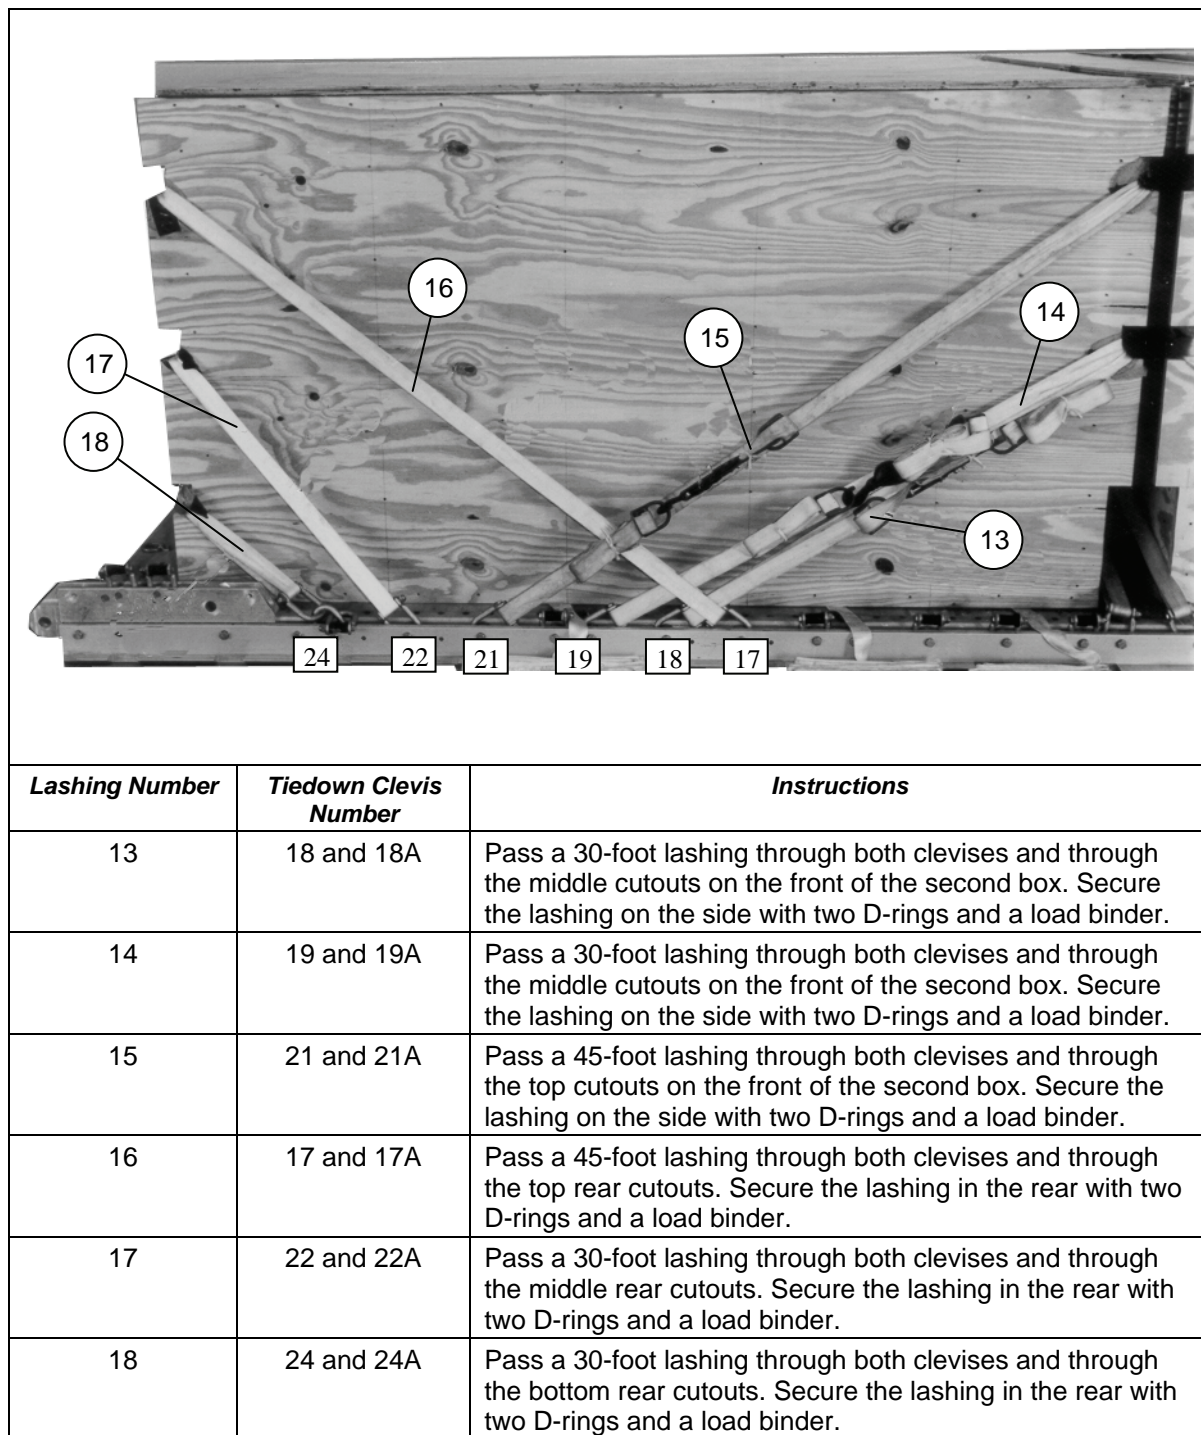 16
15
14
17
18
13
24
22
21
19
18
17
Lashing Number
Tiedown Clevis
Number
Instructions
13
18 and 18A
Pass a 30-foot lashing through both clevises and through
the middle cutouts on the front of the second box. Secure
the lashing on the side with two D-rings and a load binder.
14
19 and 19A
Pass a 30-foot lashing through both clevises and through
the middle cutouts on the front of the second box. Secure
the lashing on the side with two D-rings and a load binder.
15
21 and 21A
Pass a 45-foot lashing through both clevises and through
the top cutouts on the front of the second box. Secure the
lashing on the side with two D-rings and a load binder.
16
17 and 17A
Pass a 45-foot lashing through both clevises and through
the top rear cutouts. Secure the lashing in the rear with two
D-rings and a load binder.
17
22 and 22A
Pass a 30-foot lashing through both clevises and through
the middle rear cutouts. Secure the lashing in the rear with
two D-rings and a load binder.
18
24 and 24A
Pass a 30-foot lashing through both clevises and through
the bottom rear cutouts. Secure the lashing in the rear with
two D-rings and a load binder.